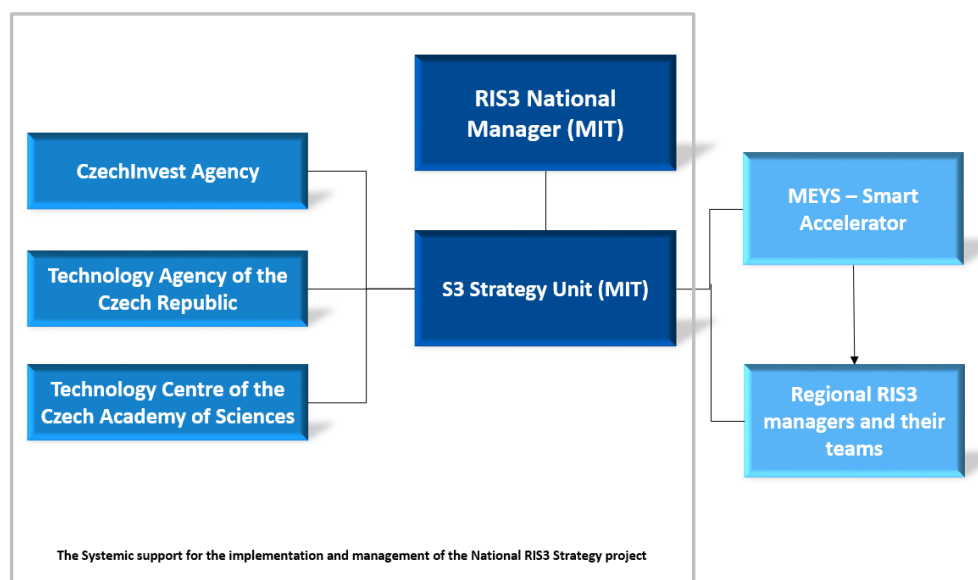 RIS3 National
Manager (MIT)
CzechInvest Agency
MEYS – Smart
Accelerator
Technology Agency of the
Czech Republic
S3 Strategy Unit (MIT)
Technology Centre of the
Czech Academy of Sciences
Regional RIS3
managers and their
teams
The Systemic support for the implementation and management of the National RIS3 Strategy project